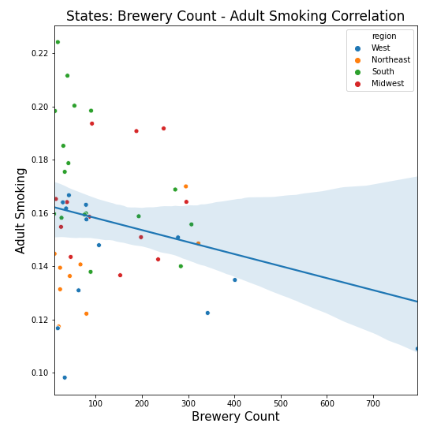 States: Brewery Count - Adult Smoking Correlation
region
West
Northeast
South
Midwest
0.22
0.20
0.18
0.16
0.14
0.12
0.10
Adult Smoking
100 200 300 400 500 600 700
Brewery Count